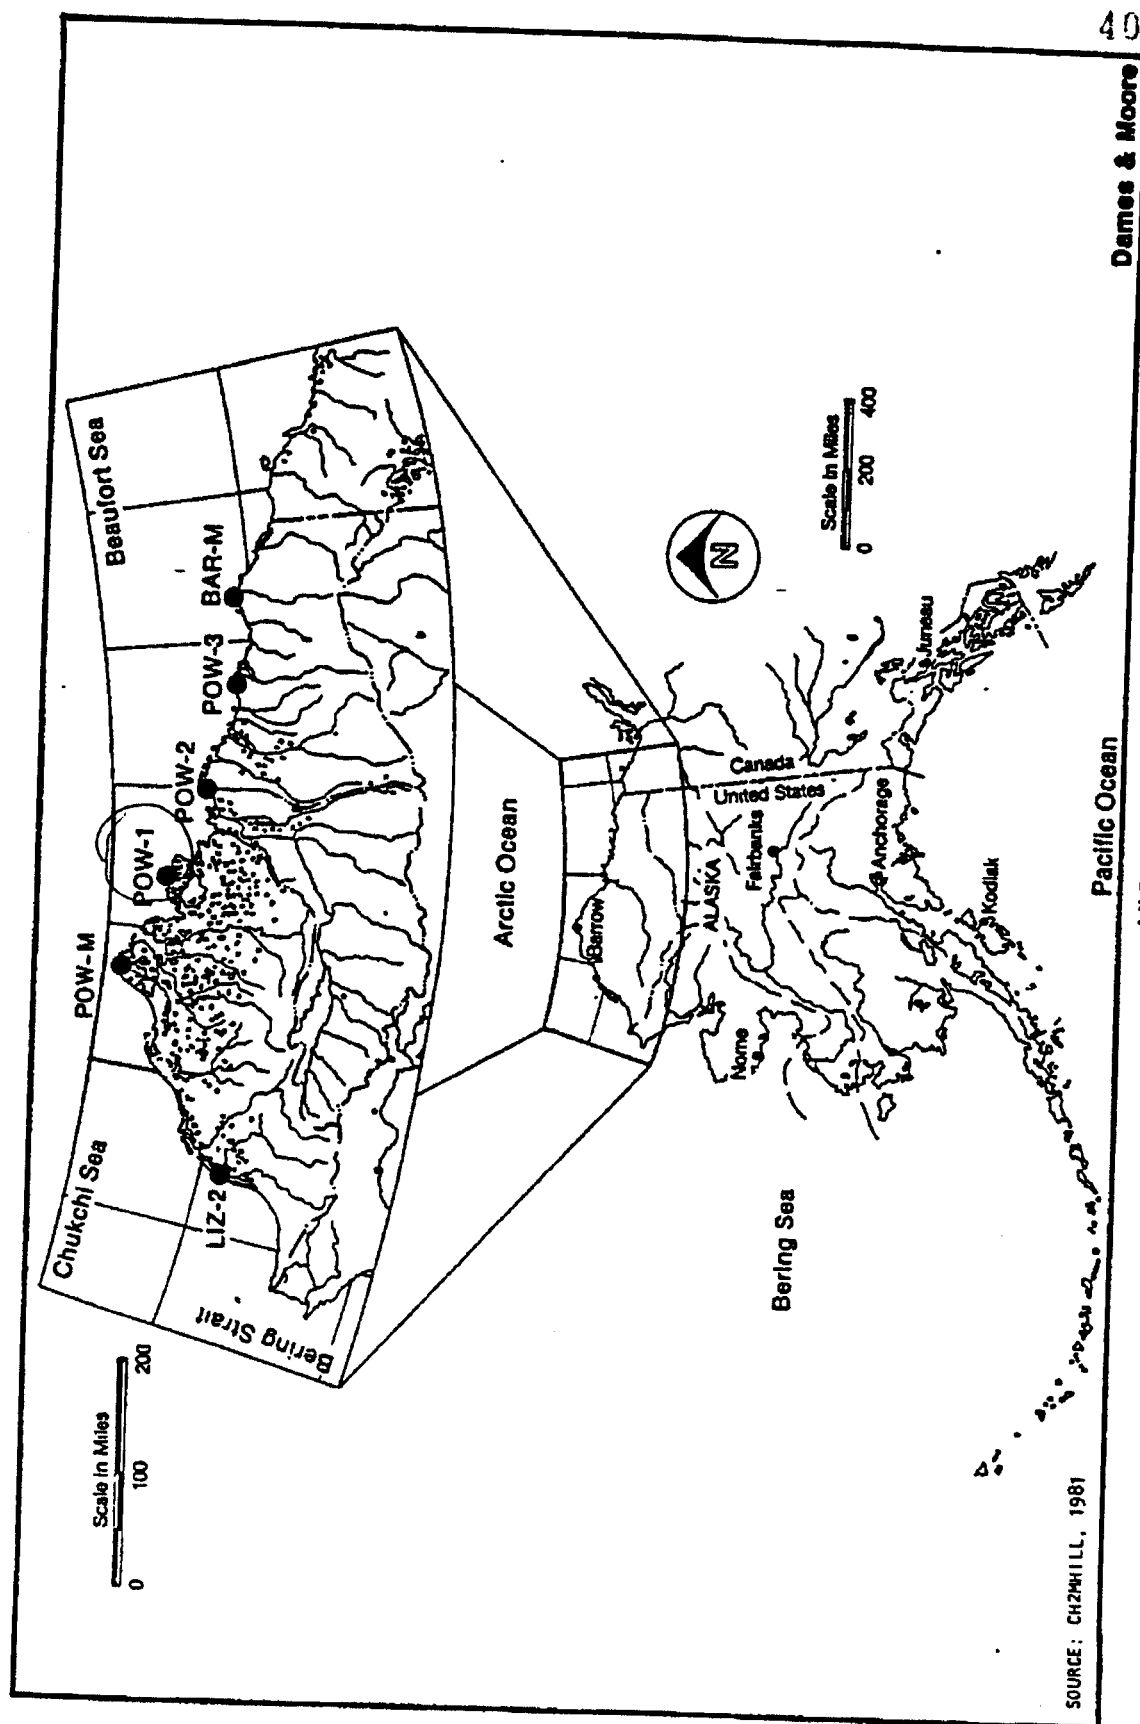 40
Beaufort Sea
BAR-M
POW-3
POW-2
POW-1
POW-M
Chukchi Sea
LIZ-2
Bering Strait
Scale in Miles
0 100 200
Arctic Ocean
Barrow
ALASKA
Fairbanks
Canada
United States
Nome
Anchorage
Juneau
Kodiak
N
Scale in Miles
0 200 400
Bering Sea
Pacific Ocean
SOURCE: CH2MHILL, 1981
Dames & Moore